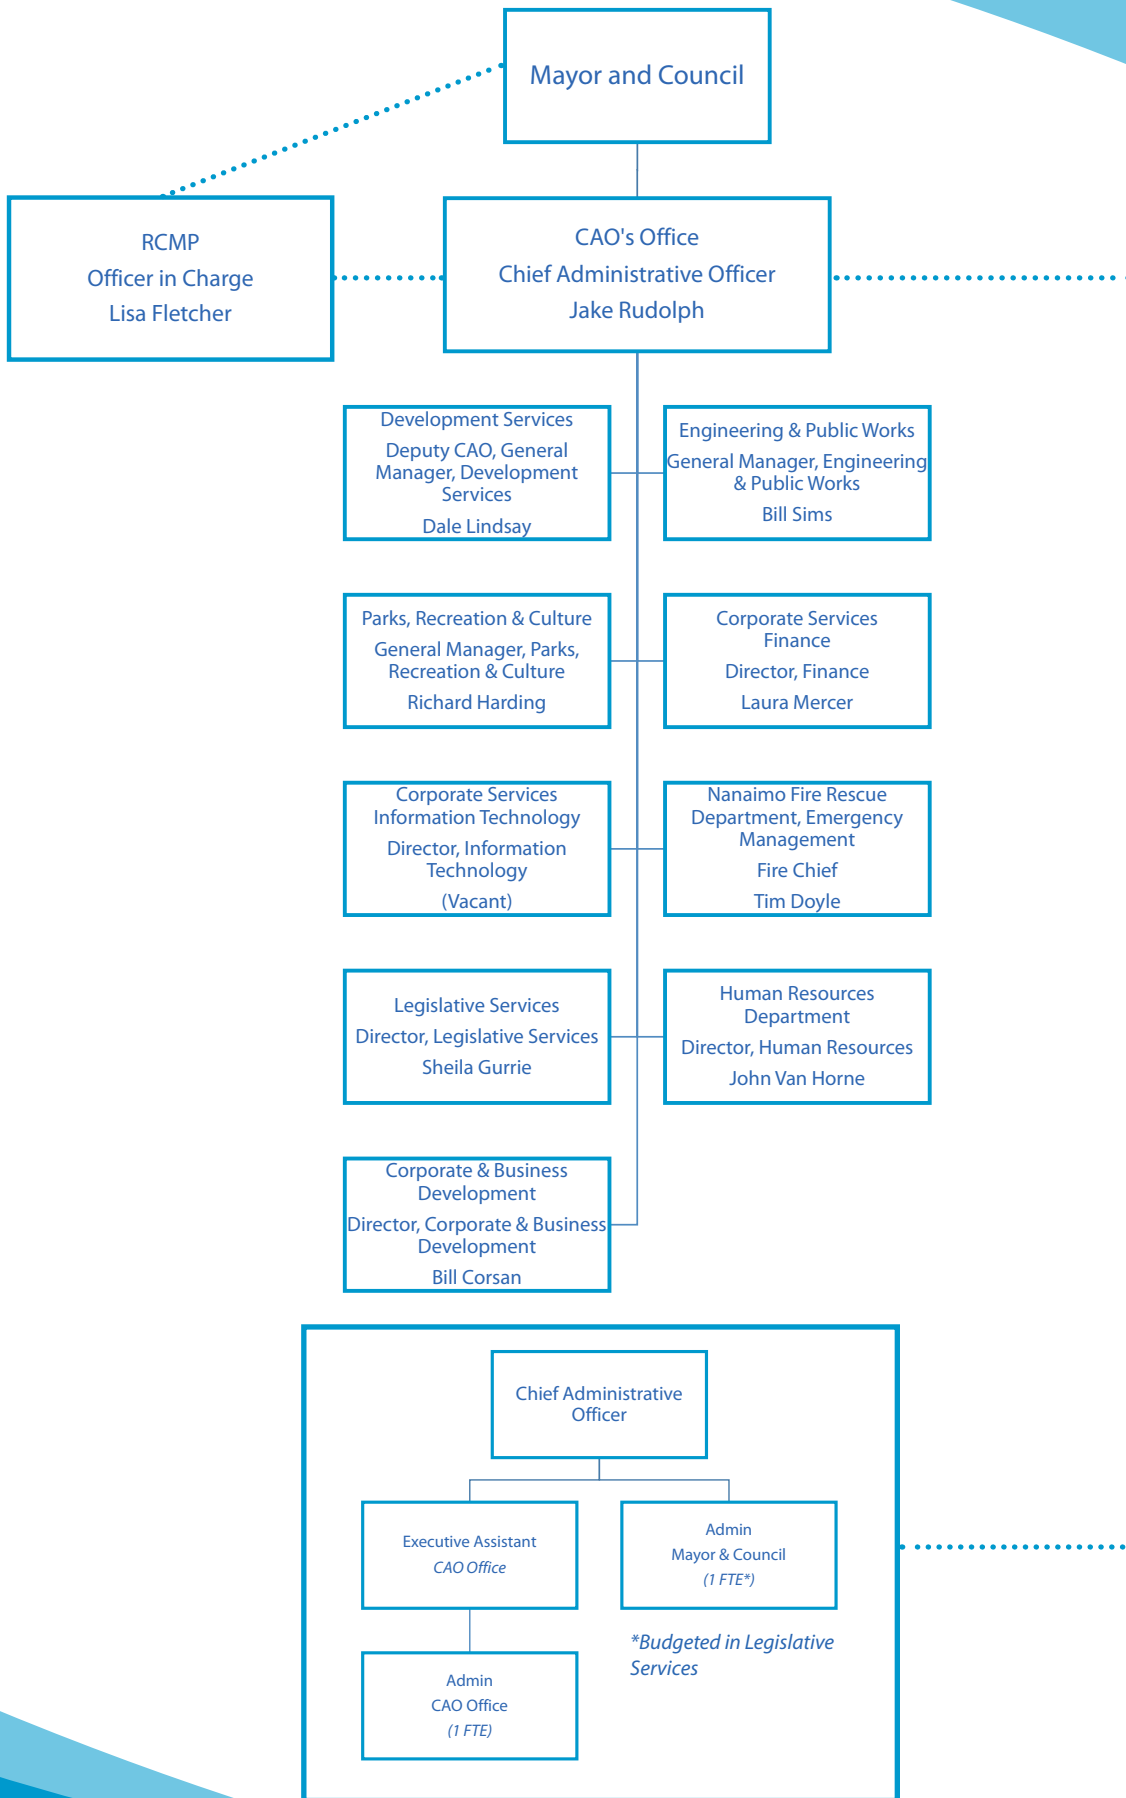 Mayor and Council
RCMP
Officer in Charge
Lisa Fletcher
CAO's Office
Chief Administrative Officer
Jake Rudolph
Development Services
Deputy CAO, General
Manager, Development
Services
Dale Lindsay
Engineering & Public Works
General Manager, Engineering
& Public Works
Bill Sims
Parks, Recreation & Culture
General Manager, Parks,
Recreation & Culture
Richard Harding
Corporate Services
Finance
Director, Finance
Laura Mercer
Corporate Services
Information Technology
Director, Information
Technology
(Vacant)
Nanaimo Fire Rescue
Department, Emergency
Management
Fire Chief
Tim Doyle
Legislative Services
Director, Legislative Services
Sheila Gurrie
Human Resources
Department
Director, Human Resources
John Van Horne
Corporate & Business
Development
Director, Corporate & Business
Development
Bill Corsan
Chief Administrative
Officer
Executive Assistant
CAO Office
Admin
Mayor & Council
(1 FTE*)
*Budgeted in Legislative
Services
Admin
CAO Office
(1 FTE)